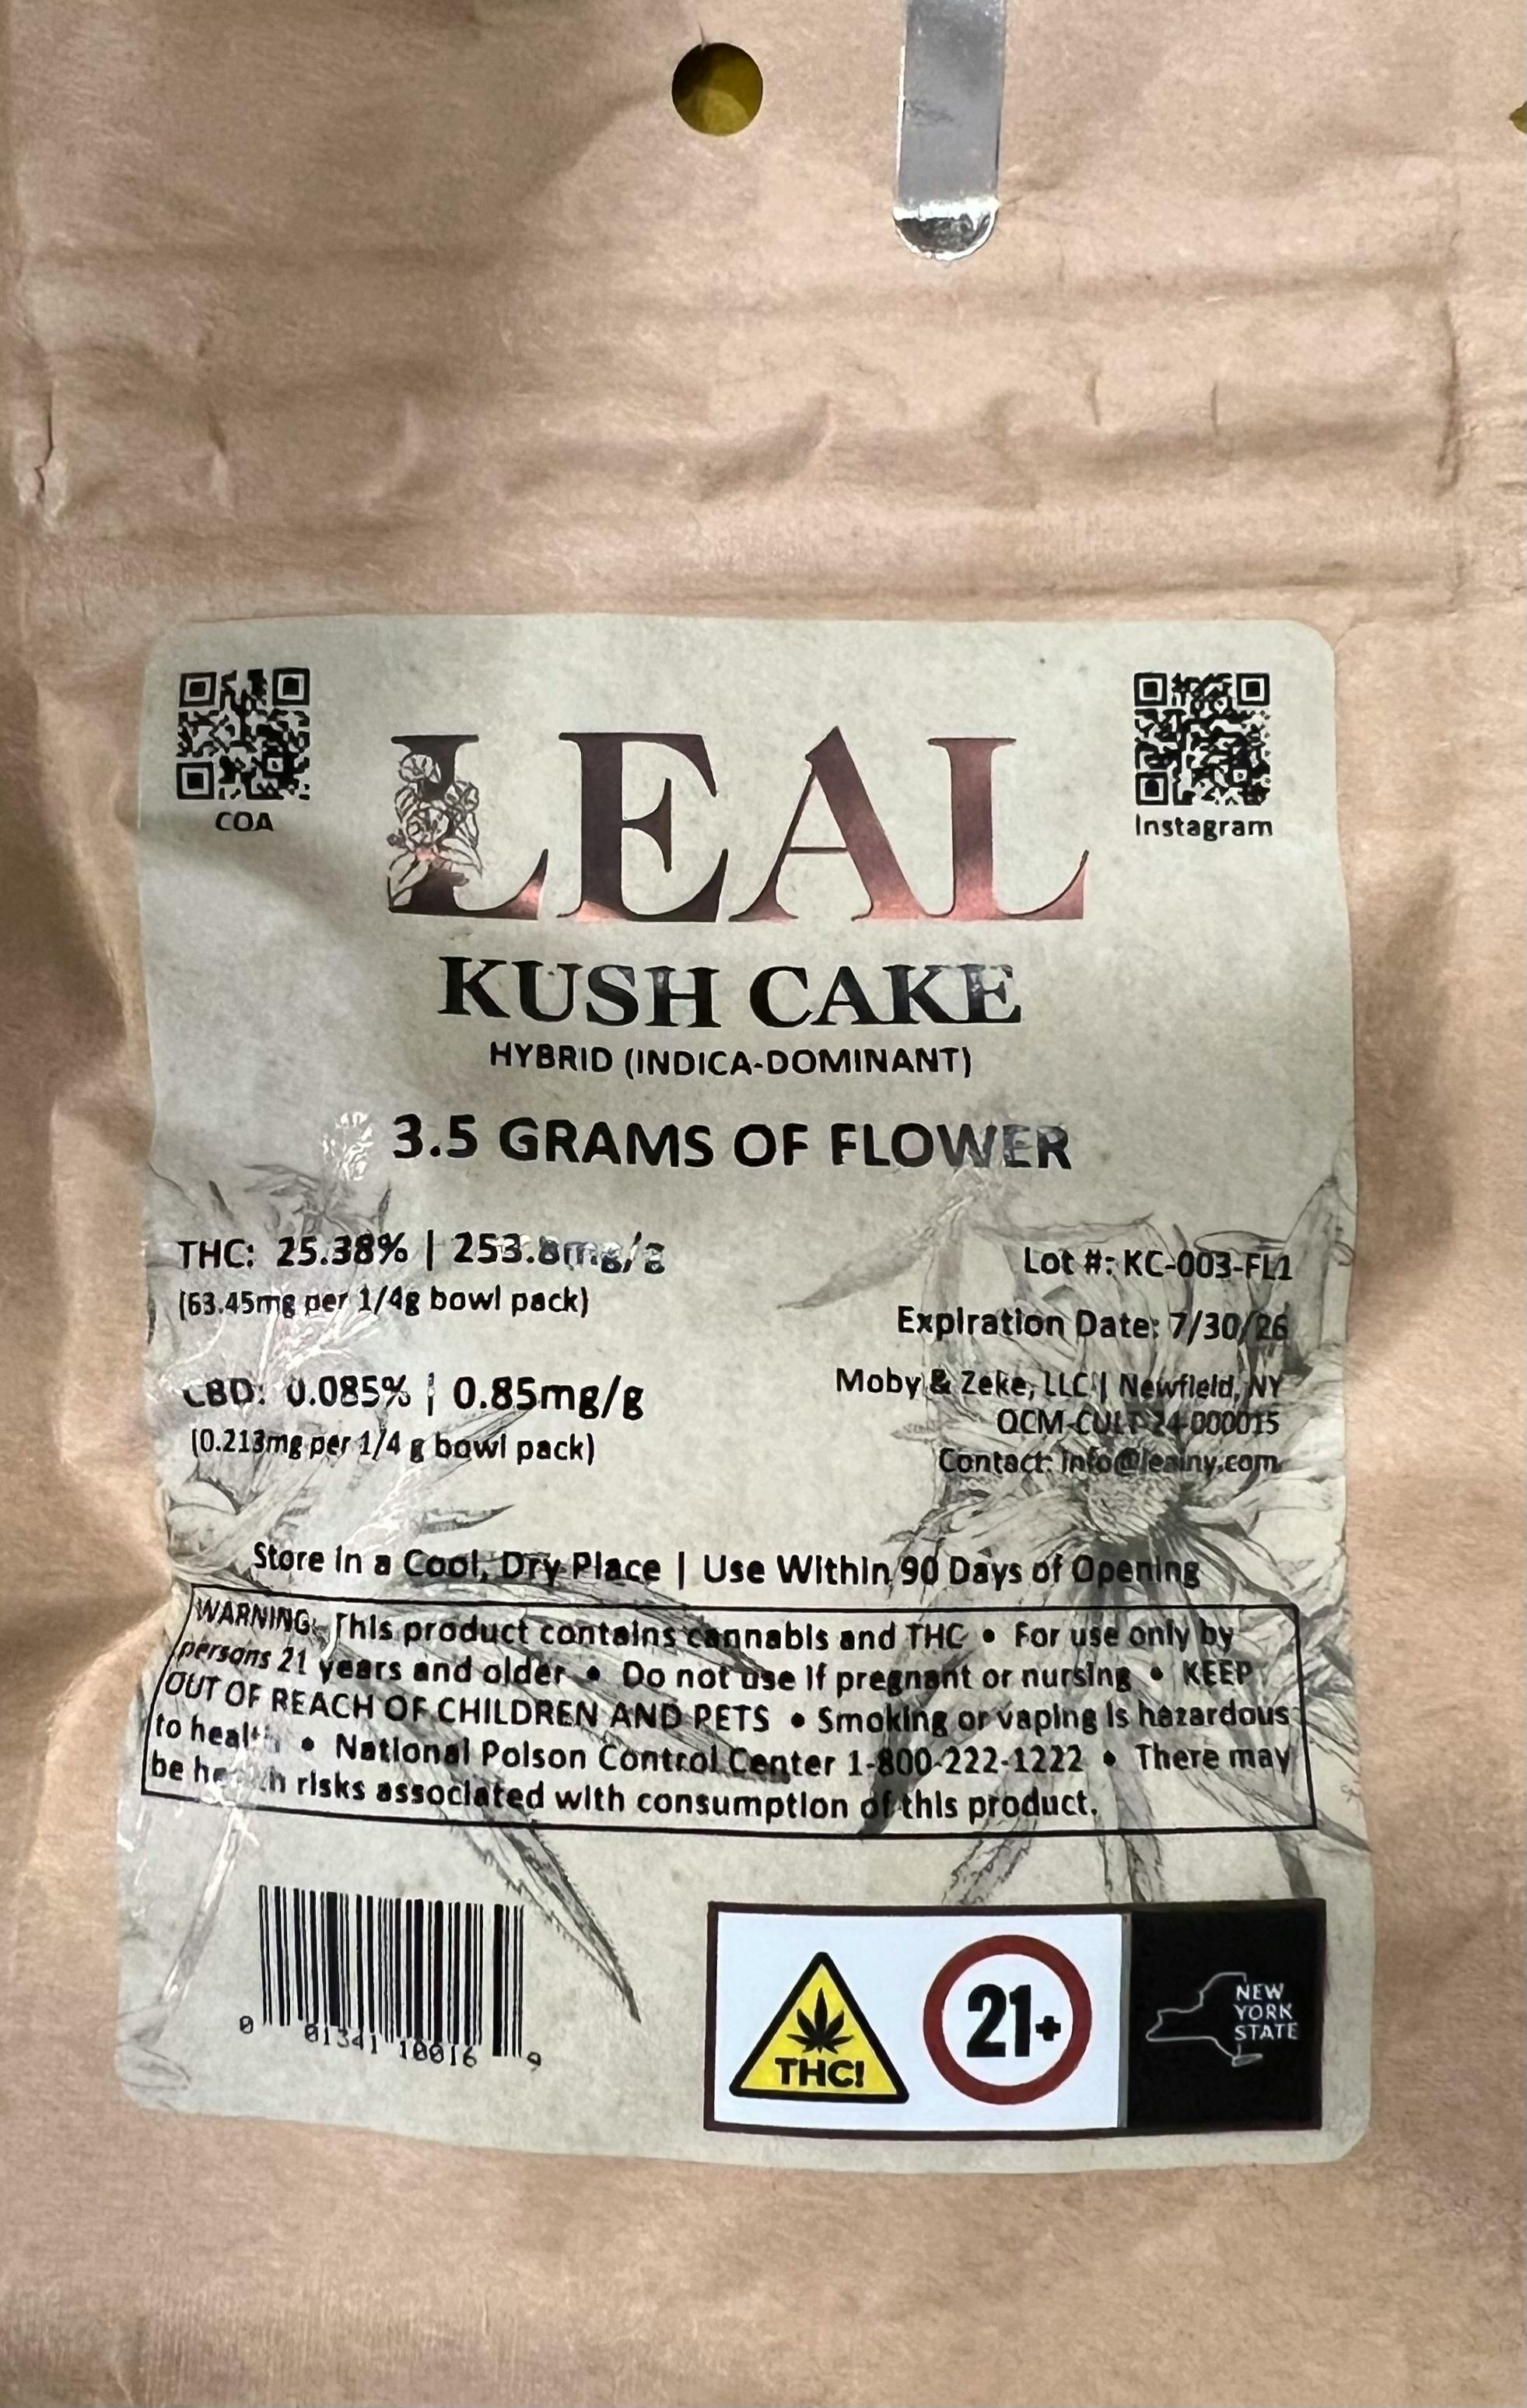 COA
Instagram
LEAL
KUSH CAKE
HYBRID (INDICA-DOMINANT)
3.5 GRAMS OF FLOWER
THC: 25.38% | 253.8mg/g
(63.45mg per 1/4g bowl pack)
CBD: 0.085% | 0.85mg/g
(0.213mg per 1/4 g bowl pack)
Lot #: KC-003-FL1
Expiration Date: 7/30/26
Moby & Zeke, LLC | Newfield, NY
OCM-CULT-24-000015
Contact: info@lealny.com
Store in a Cool, Dry Place | Use Within 90 Days of Opening
WARNING: This product contains cannabis and THC • For use only by
persons 21 years and older • Do not use if pregnant or nursing • KEEP
OUT OF REACH OF CHILDREN AND PETS • Smoking or vaping is hazardous
to health • National Poison Control Center 1-800-222-1222 • There may
be health risks associated with consumption of this product.
0 01341 10016 9
THC!
21+
NEW
YORK
STATE